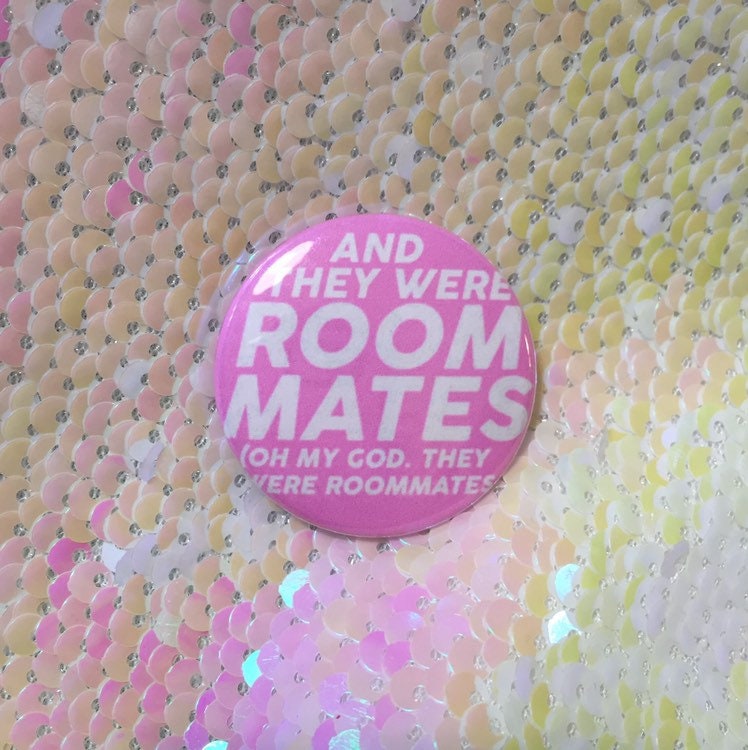 AND
THEY WERE
ROOM
MATES
(OH MY GOD. THEY
WERE ROOMMATES